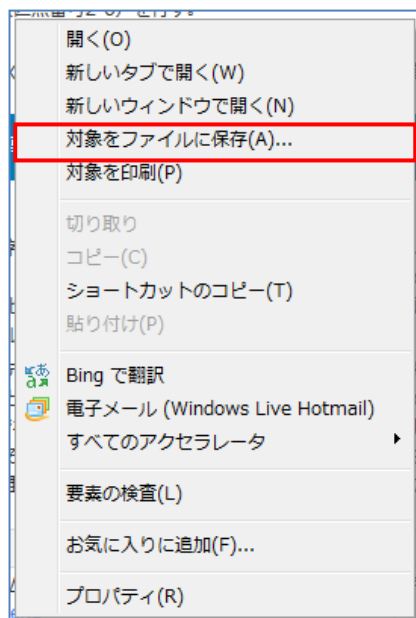 開く(O)
新しいタブで開く(W)
新しいウィンドウで開く(N)
対象をファイルに保存(A)...
対象を印刷(P)
切り取り
コピー(C)
ショートカットのコピー(T)
貼り付け(P)
Bing で翻訳
電子メール (Windows Live Hotmail)
すべてのアクセラレータ
要素の検査(L)
お気に入りに追加(F)...
プロパティ(R)